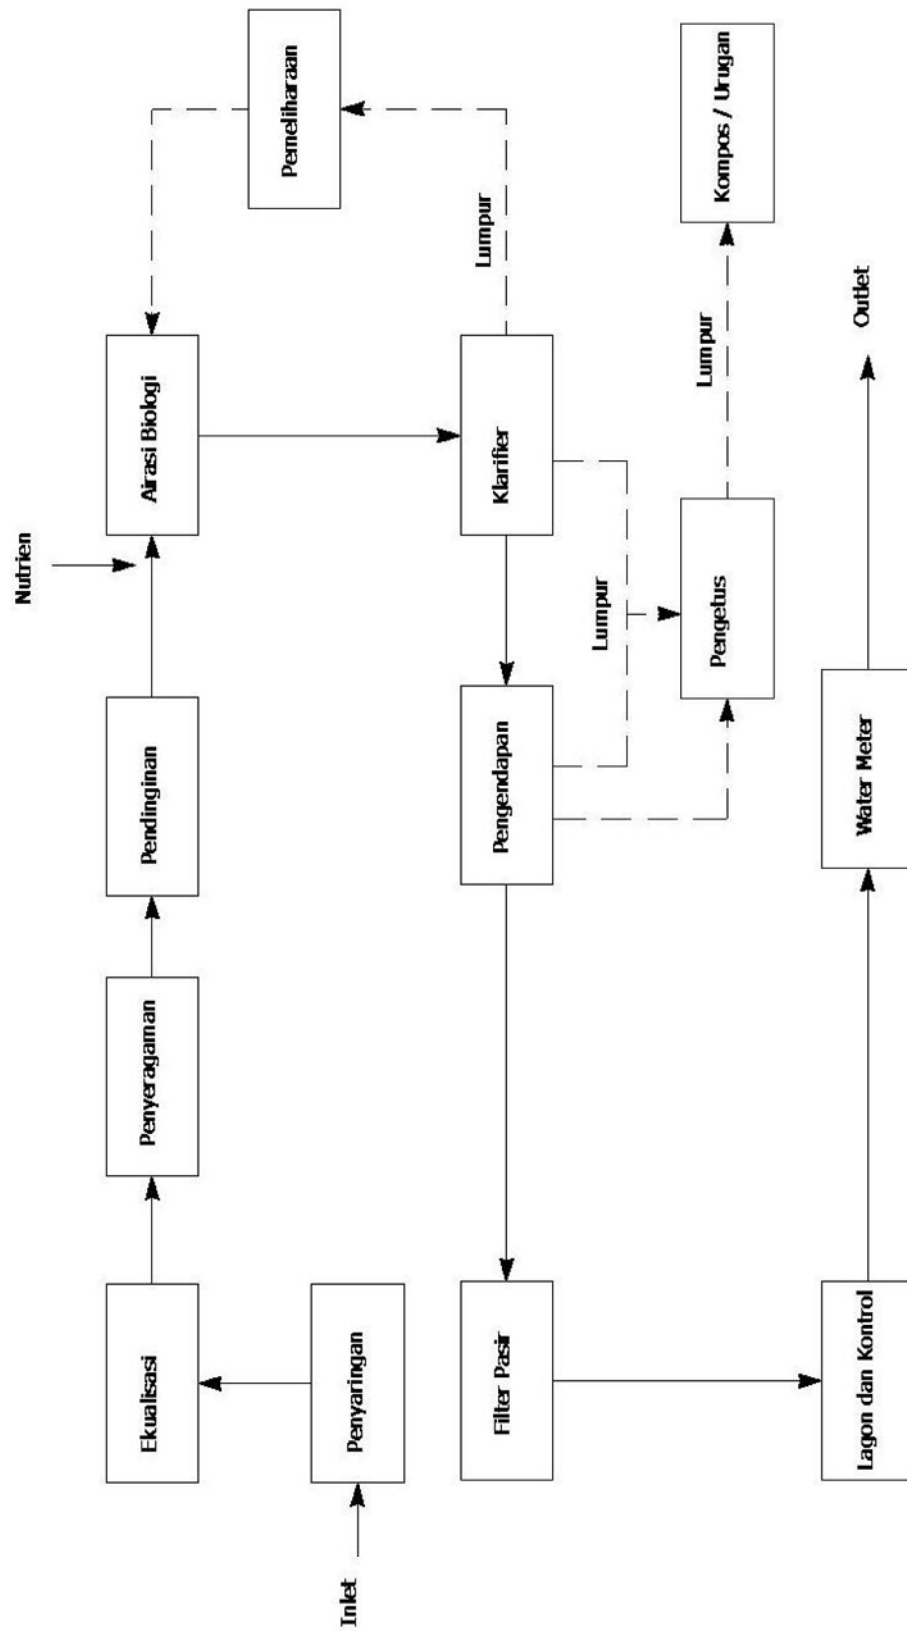 Nutrien
Ekualisasi
Penyeragaman
Pendinginan
Airasi Biologi
Pemeliharaan
Inlet
Penyaringan
Lumpur
Filter Pasir
Pengendapan
Klarifier
Lumpur
Pengetus
Lumpur
Kompos / Urugan
Lagon dan Kontrol
Water Meter
Outlet